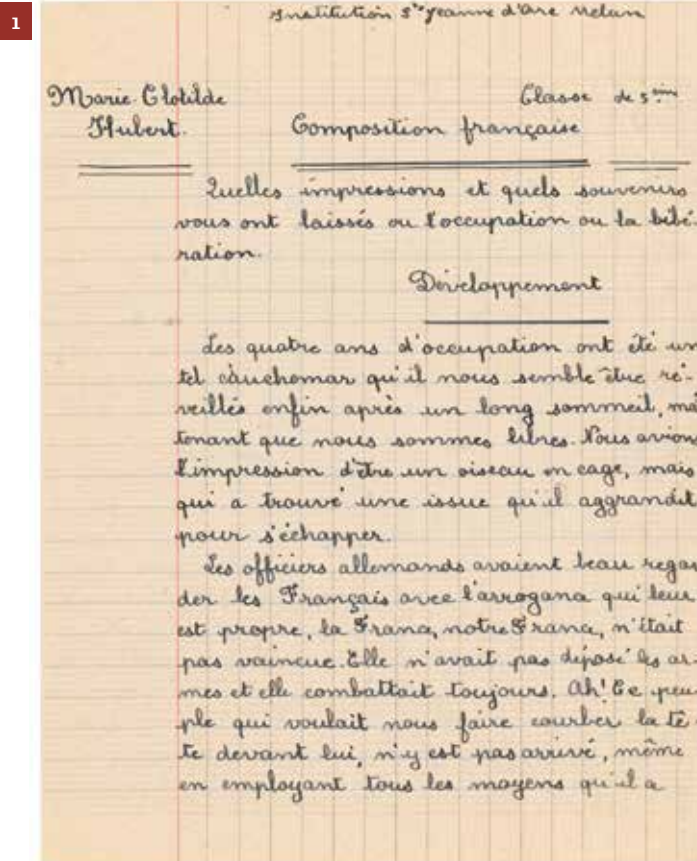 1
Institution Ste Jeanne d'Arc Melun
Marie Clotilde Classe de 5ème
Hubert. Composition française
Quelles impressions et quels souvenirs
vous ont laissés ou l'occupation ou la libé-
ration.
Développement
Les quatre ans d'occupation ont été un
tel cauchemar qu'il nous semble être ré-
veillés enfin après un long sommeil, mai
tenant que nous sommes libres. Nous avions
l'impression d'être un oiseau en cage, mais
qui a trouvé une issue qu'il aggrandit
pour s'échapper.
Les officiers allemands avaient beau regar
der les Français avec l'arrogance qui leur
est propre, la France, notre France, n'était
pas vaincue. Elle n'avait pas déposé les ar-
mes et elle combattait toujours. Ah! Ce peu
ple qui voulait nous faire courber la tê-
te devant lui, n'y est pas arrivé, même
en employant tous les moyens qu'il a